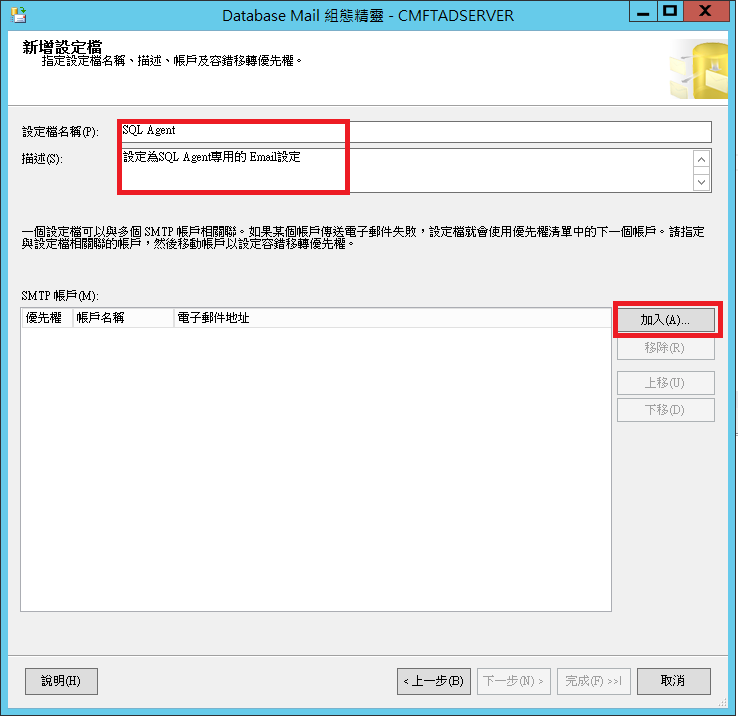 Database Mail 組態精靈 - CMFTADSERVER
新增設定檔
指定設定檔名稱、描述、帳戶及容錯移轉優先權。
設定檔名稱(P):
SQL Agent
描述(S):
設定為SQL Agent專用的 Email設定
一個設定檔可以與多個 SMTP 帳戶相關聯。如果某個帳戶傳送電子郵件失敗，設定檔就會使用優先權清單中的下一個帳戶。請指定
與設定檔相關聯的帳戶，然後移動帳戶以設定容錯移轉優先權。
SMTP 帳戶(M):
優先權 帳戶名稱 電子郵件地址
加入(A)...
移除(R)
上移(U)
下移(D)
說明(H) < 上一步(B) 下一步(N) > 完成(F) >>| 取消